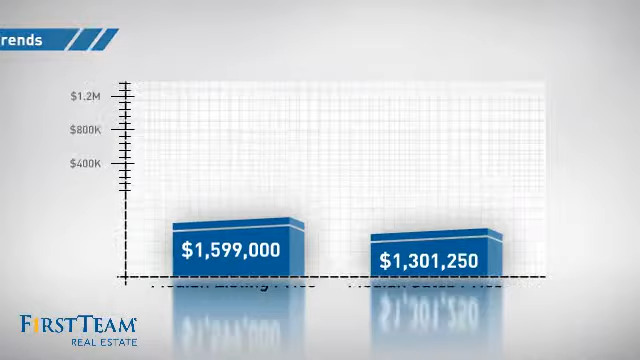 rends
$1.2M
$800K
$400K
$1,599,000
$1,301,250
FIRSTTEAM®
REAL ESTATE